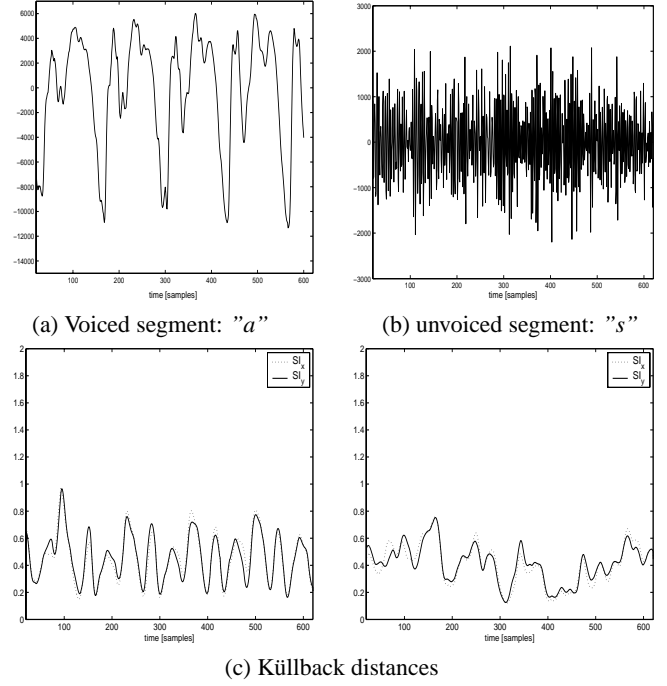 6000
4000
2000
0
−2000
−4000
−6000
−8000
−10000
−12000
−14000
100 200 300 400 500 600
time [samples]
3000
2000
1000
0
−1000
−2000
−3000
100 200 300 400 500 600
time [samples]
(a) Voiced segment: ”a”
(b) unvoiced segment: ”s”
2
1.8
1.6
1.4
1.2
1
0.8
0.6
0.4
0.2
0
SIx
SIy
100 200 300 400 500 600
time [samples]
2
1.8
1.6
1.4
1.2
1
0.8
0.6
0.4
0.2
0
SIx
SIy
100 200 300 400 500 600
time [samples]
(c) Küllback distances